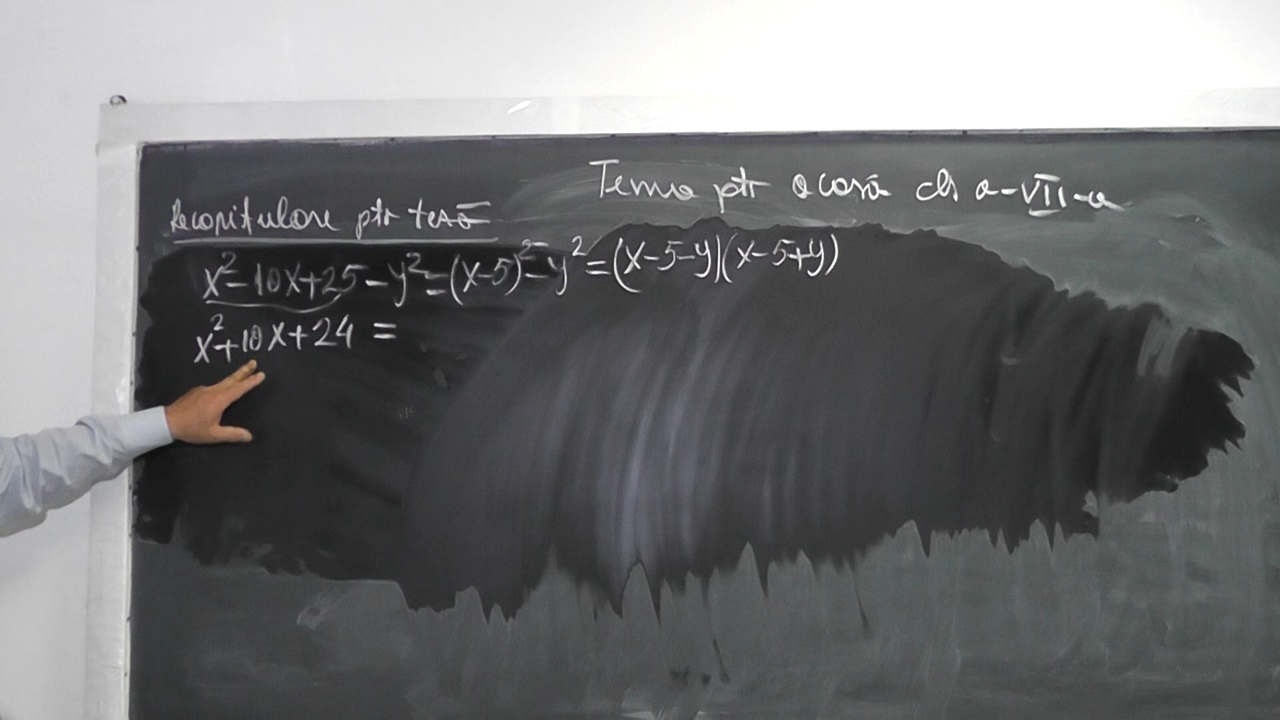 Tema ptr acasă cls a-VII-a
Recapitulare ptr teză
x²-10x+25-y²=(x-5)²-y²=(x-5-y)(x-5+y)
x²+10x+24=